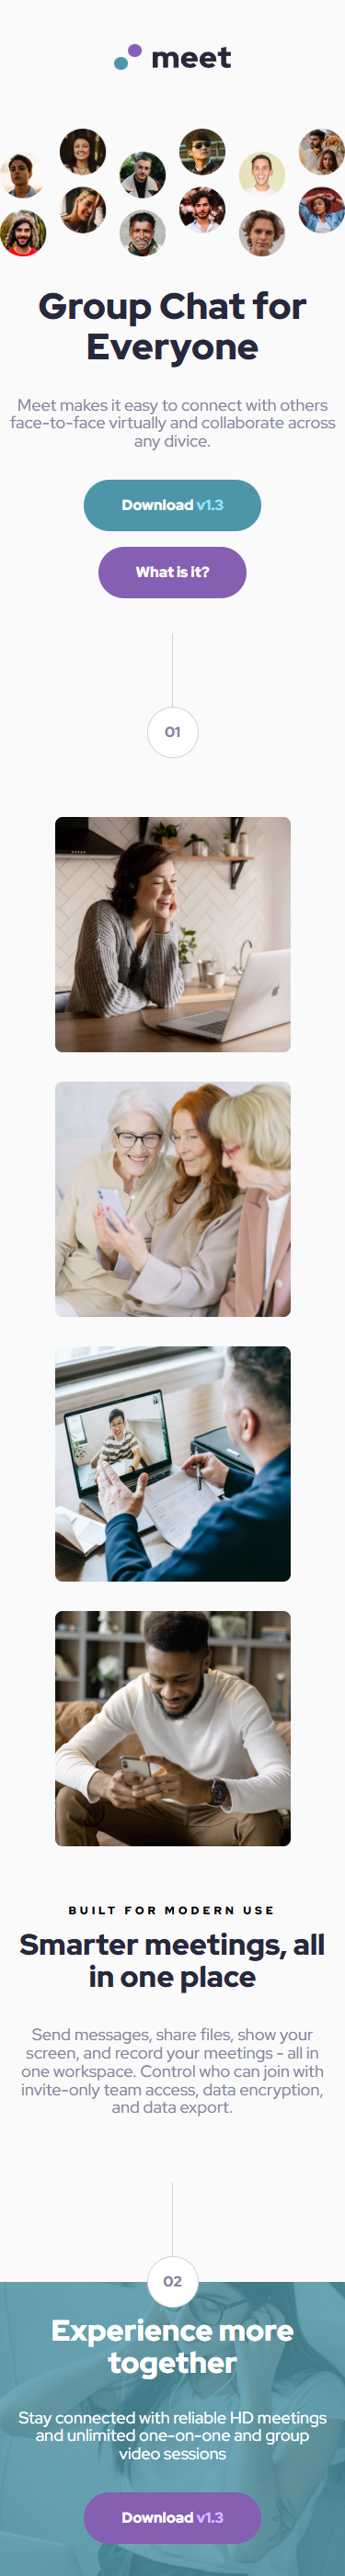 meet
Group Chat for
Everyone
Meet makes it easy to connect with others
face-to-face virtually and collaborate across
any divice.
Download v1.3
What is it?
01
BUILT FOR MODERN USE
Smarter meetings, all
in one place
Send messages, share files, show your
screen, and record your meetings - all in
one workspace. Control who can join with
invite-only team access, data encryption,
and data export.
02
Experience more
together
Stay connected with reliable HD meetings
and unlimited one-on-one and group
video sessions
Download v1.3